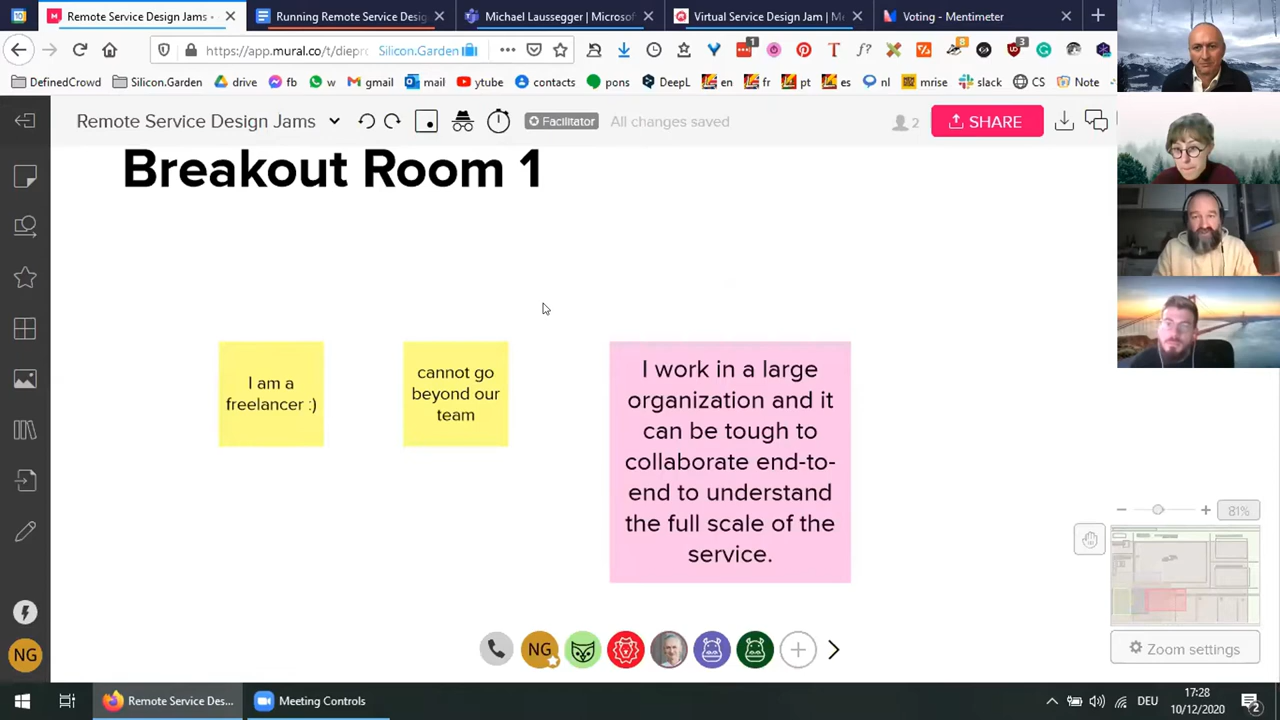 Remote Service Design Jams •
Running Remote Service Desig
Michael Laussegger | Microsof
Virtual Service Design Jam | Me
Voting - Mentimeter
https://app.mural.co/t/diepro
Silicon.Garden
DefinedCrowd
Silicon.Garden
drive
fb
w
gmail
mail
ytube
contacts
pons
DeepL
en
fr
pt
es
nl
mrise
slack
CS
Note
Remote Service Design Jams
Facilitator
All changes saved
2
SHARE
Breakout Room 1
I am a
freelancer :)
cannot go
beyond our
team
I work in a large
organization and it
can be tough to
collaborate end-to-
end to understand
the full scale of the
service.
81%
Zoom settings
NG
NG
Remote Service Des...
Meeting Controls
DEU
17:28
10/12/2020
2